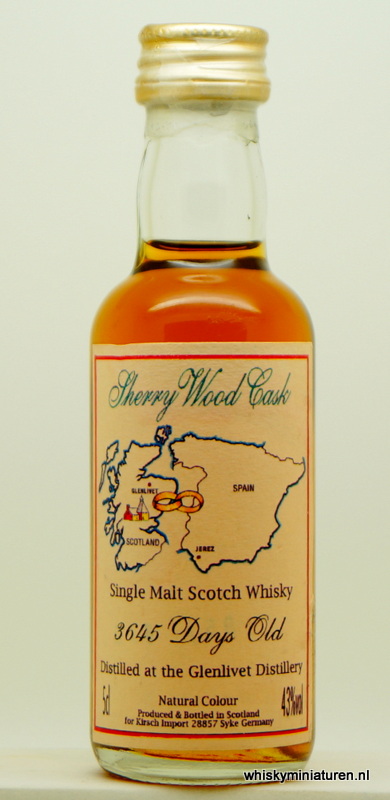 Sherry Wood Cask
GLENLIVET
SPAIN
SCOTLAND
JEREZ
Single Malt Scotch Whisky
3645 Days Old
Distilled at the Glenlivet Distillery
5cl
Natural Colour
43%vol
Produced & Bottled in Scotland
for Kirsch Import 28857 Syke Germany
whiskyminiaturen.nl